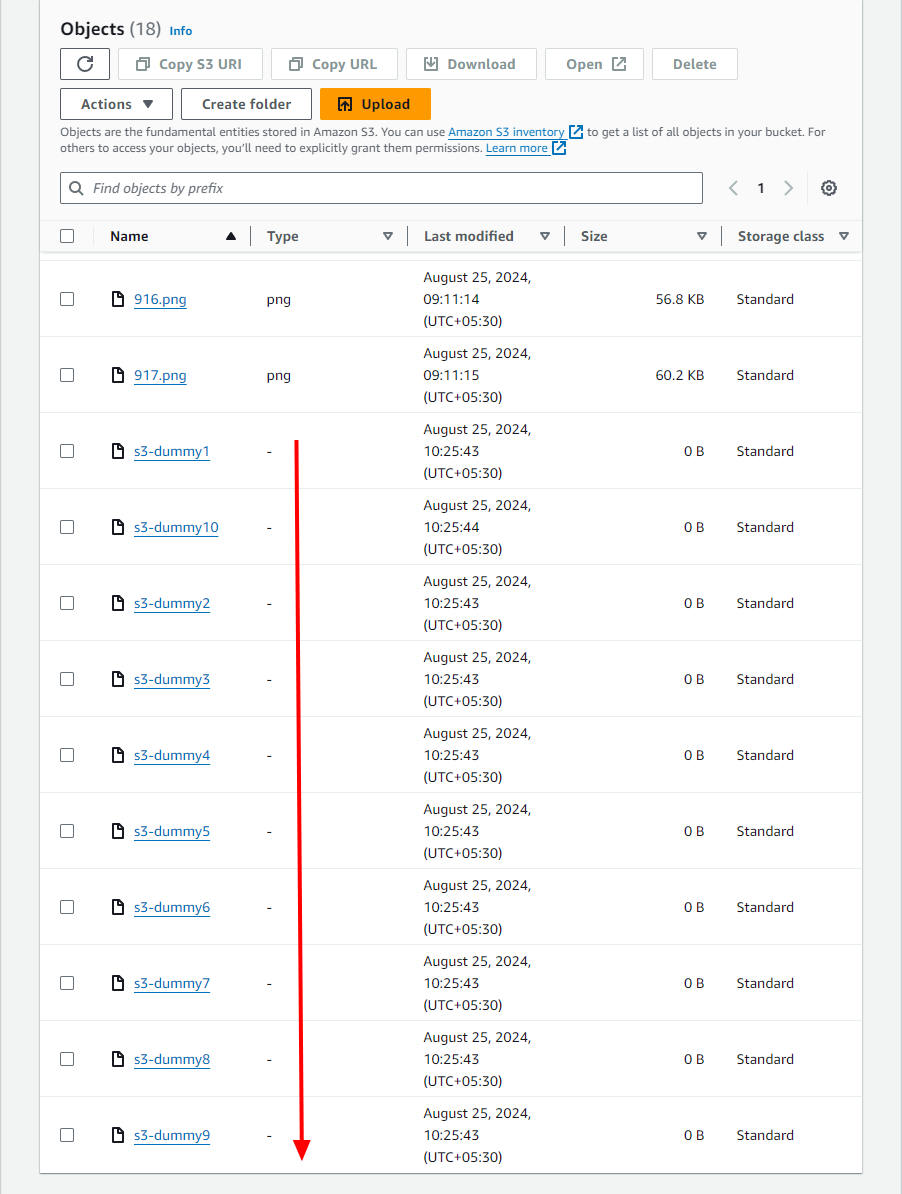 Objects (18) Info
Copy S3 URI Copy URL Download Open Delete
Actions Create folder Upload
Objects are the fundamental entities stored in Amazon S3. You can use Amazon S3 inventory to get a list of all objects in your bucket. For
others to access your objects, you'll need to explicitly grant them permissions. Learn more
Find objects by prefix 1
Name Type Last modified Size Storage class
August 25, 2024,
916.png png 09:11:14 56.8 KB Standard
(UTC+05:30)
August 25, 2024,
917.png png 09:11:15 60.2 KB Standard
(UTC+05:30)
August 25, 2024,
s3-dummy1 - 10:25:43 0 B Standard
(UTC+05:30)
August 25, 2024,
s3-dummy10 - 10:25:44 0 B Standard
(UTC+05:30)
August 25, 2024,
s3-dummy2 - 10:25:43 0 B Standard
(UTC+05:30)
August 25, 2024,
s3-dummy3 - 10:25:43 0 B Standard
(UTC+05:30)
August 25, 2024,
s3-dummy4 - 10:25:43 0 B Standard
(UTC+05:30)
August 25, 2024,
s3-dummy5 - 10:25:43 0 B Standard
(UTC+05:30)
August 25, 2024,
s3-dummy6 - 10:25:43 0 B Standard
(UTC+05:30)
August 25, 2024,
s3-dummy7 - 10:25:43 0 B Standard
(UTC+05:30)
August 25, 2024,
s3-dummy8 - 10:25:43 0 B Standard
(UTC+05:30)
August 25, 2024,
s3-dummy9 - 10:25:43 0 B Standard
(UTC+05:30)